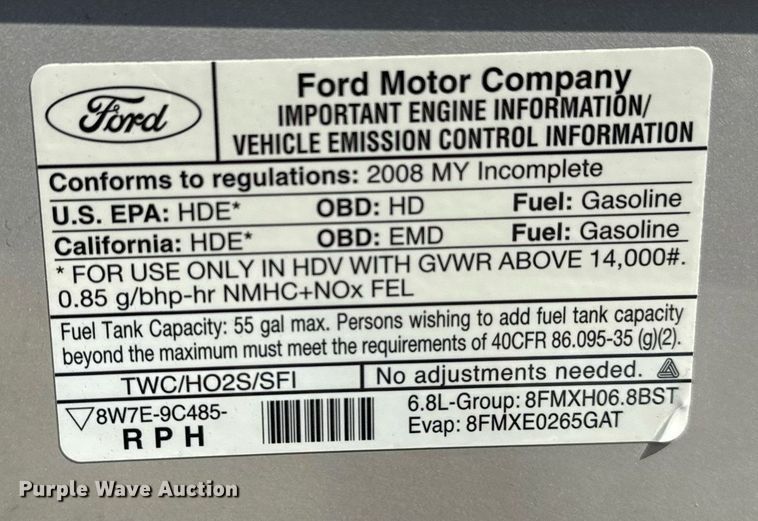 Ford
Ford Motor Company
IMPORTANT ENGINE INFORMATION/
VEHICLE EMISSION CONTROL INFORMATION
Conforms to regulations: 2008 MY Incomplete
U.S. EPA: HDE* OBD: HD Fuel: Gasoline
California: HDE* OBD: EMD Fuel: Gasoline
* FOR USE ONLY IN HDV WITH GVWR ABOVE 14,000#.
0.85 g/bhp-hr NMHC+NOx FEL
Fuel Tank Capacity: 55 gal max. Persons wishing to add fuel tank capacity
beyond the maximum must meet the requirements of 40CFR 86.095-35 (g)(2).
TWC/HO2S/SFI No adjustments needed.
8W7E-9C485-
RPH
6.8L-Group: 8FMXH06.8BST
Evap: 8FMXE0265GAT
Purple Wave Auction